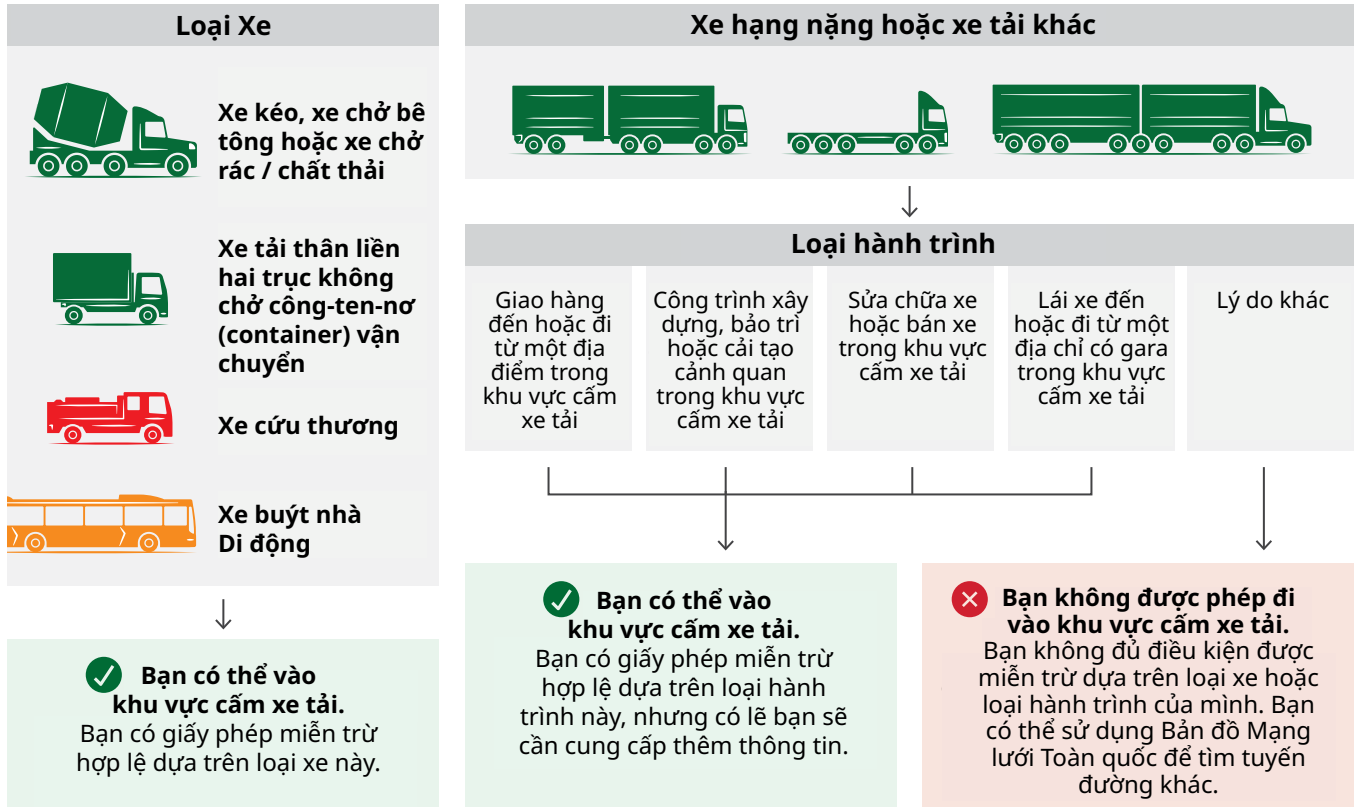 Loại Xe
Xe kéo, xe chở bê
tông hoặc xe chở
rác / chất thải
Xe tải thân liền
hai trục không
chở công-ten-nơ
(container) vận
chuyển
Xe cứu thương
Xe buýt nhà
Di động
Bạn có thể vào
khu vực cấm xe tải.
Bạn có giấy phép miễn trừ
hợp lệ dựa trên loại xe này.
Xe hạng nặng hoặc xe tải khác
Loại hành trình
Giao hàng
đến hoặc đi
từ một địa
điểm trong
khu vực cấm
xe tải
Công trình xây
dựng, bảo trì
hoặc cải tạo
cảnh quan
trong khu vực
cấm xe tải
Sửa chữa xe
hoặc bán xe
trong khu vực
cấm xe tải
Lái xe đến
hoặc đi từ một
địa chỉ có gara
trong khu vực
cấm xe tải
Lý do khác
Bạn có thể vào
khu vực cấm xe tải.
Bạn có giấy phép miễn trừ
hợp lệ dựa trên loại hành
trình này, nhưng có lẽ bạn sẽ
cần cung cấp thêm thông tin.
Bạn không được phép đi
vào khu vực cấm xe tải.
Bạn không đủ điều kiện được
miễn trừ dựa trên loại xe hoặc
loại hành trình của mình. Bạn
có thể sử dụng Bản đồ Mạng
lưới Toàn quốc để tìm tuyến
đường khác.